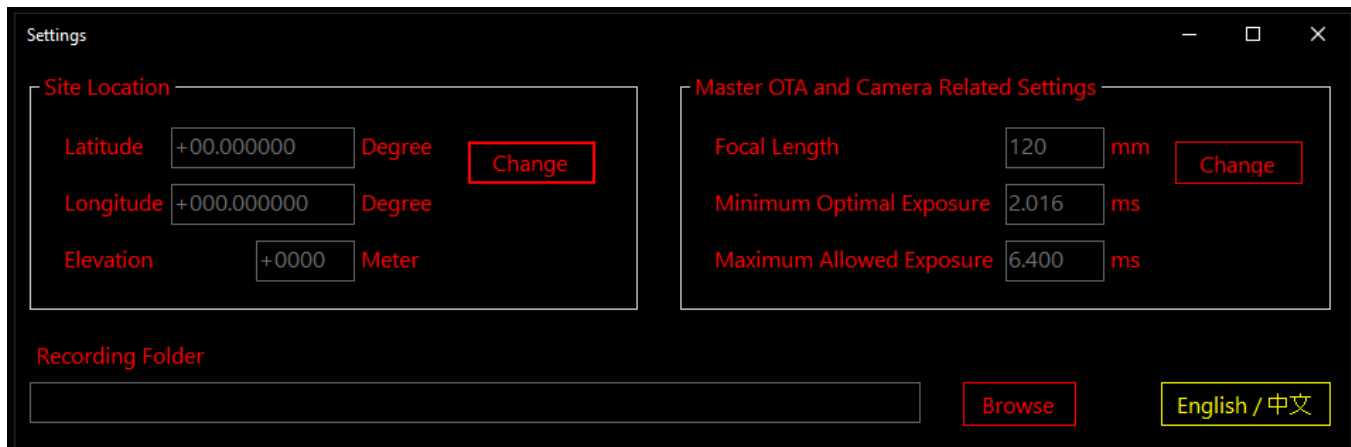 Settings
Site Location
Latitude +00.000000 Degree
Change
Longitude +000.000000 Degree
Elevation +0000 Meter
Master OTA and Camera Related Settings
Focal Length 120 mm
Change
Minimum Optimal Exposure 2.016 ms
Maximum Allowed Exposure 6.400 ms
Recording Folder
Browse
English / 中文